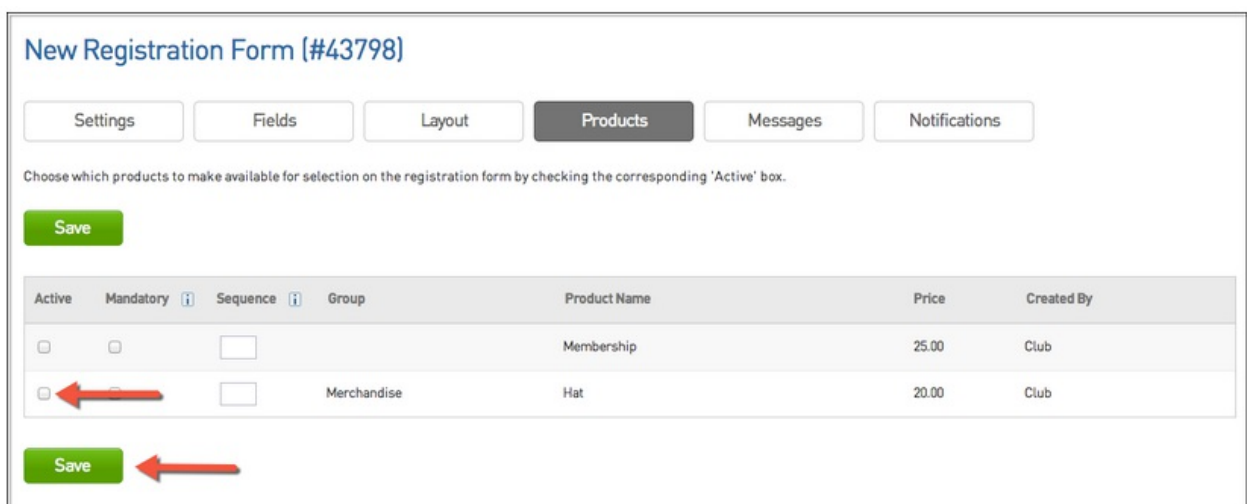 New Registration Form (#43798)
Settings Fields Layout Products Messages Notifications
Choose which products to make available for selection on the registration form by checking the corresponding 'Active' box.
Save
Active Mandatory i Sequence i Group Product Name Price Created By
Membership 25.00 Club
Merchandise Hat 20.00 Club
Save